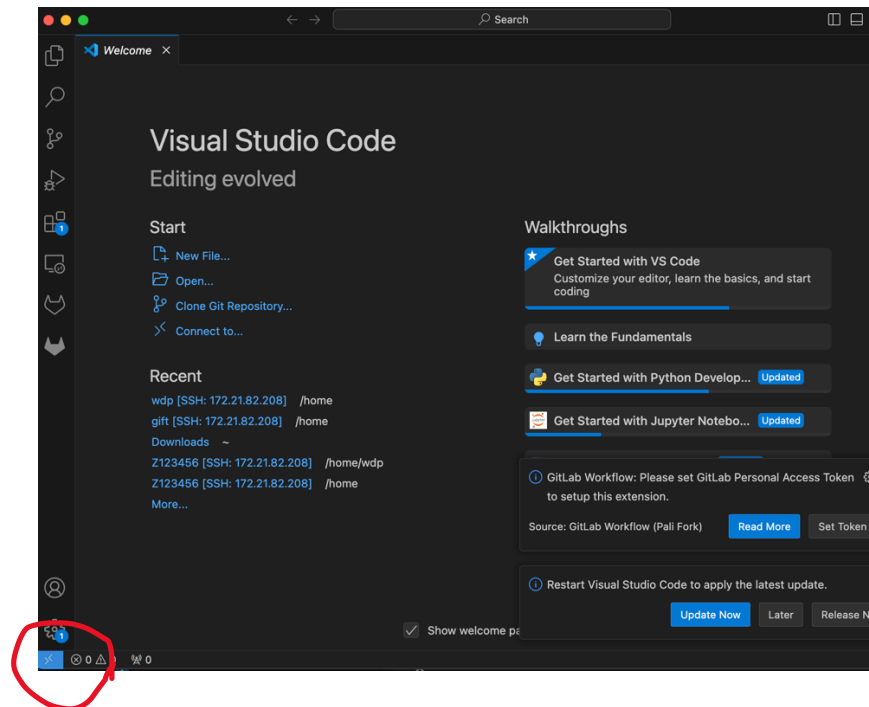 Search
Welcome
Visual Studio Code
Editing evolved
Start
New File...
Open...
Clone Git Repository...
Connect to...
Recent
wdp [SSH: 172.21.82.208] /home
gift [SSH: 172.21.82.208] /home
Downloads ~
Z123456 [SSH: 172.21.82.208] /home/wdp
Z123456 [SSH: 172.21.82.208] /home
More...
Walkthroughs
Get Started with VS Code
Customize your editor, learn the basics, and start
coding
Learn the Fundamentals
Get Started with Python Develop... Updated
Get Started with Jupyter Notebo... Updated
GitLab Workflow: Please set GitLab Personal Access Token
to setup this extension.
Source: GitLab Workflow (Pali Fork) Read More Set Token
Restart Visual Studio Code to apply the latest update.
Update Now Later Release N
Show welcome pa
1
1
0 0